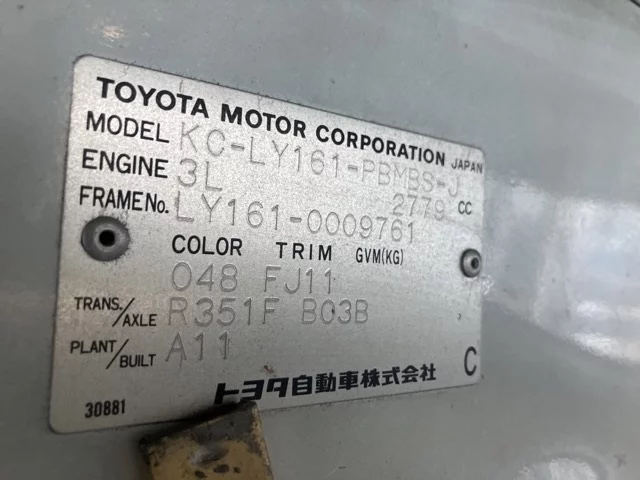 TOYOTA MOTOR CORPORATION JAPAN
MODEL KC-LY161-PBMBS-J
ENGINE 3L 2779 CC
FRAME No. LY161-0009761
COLOR TRIM GVM(KG)
048 FJ11
TRANS./AXLE R351F B03B
PLANT/BUILT A11
C
トヨタ自動車株式会社
30881